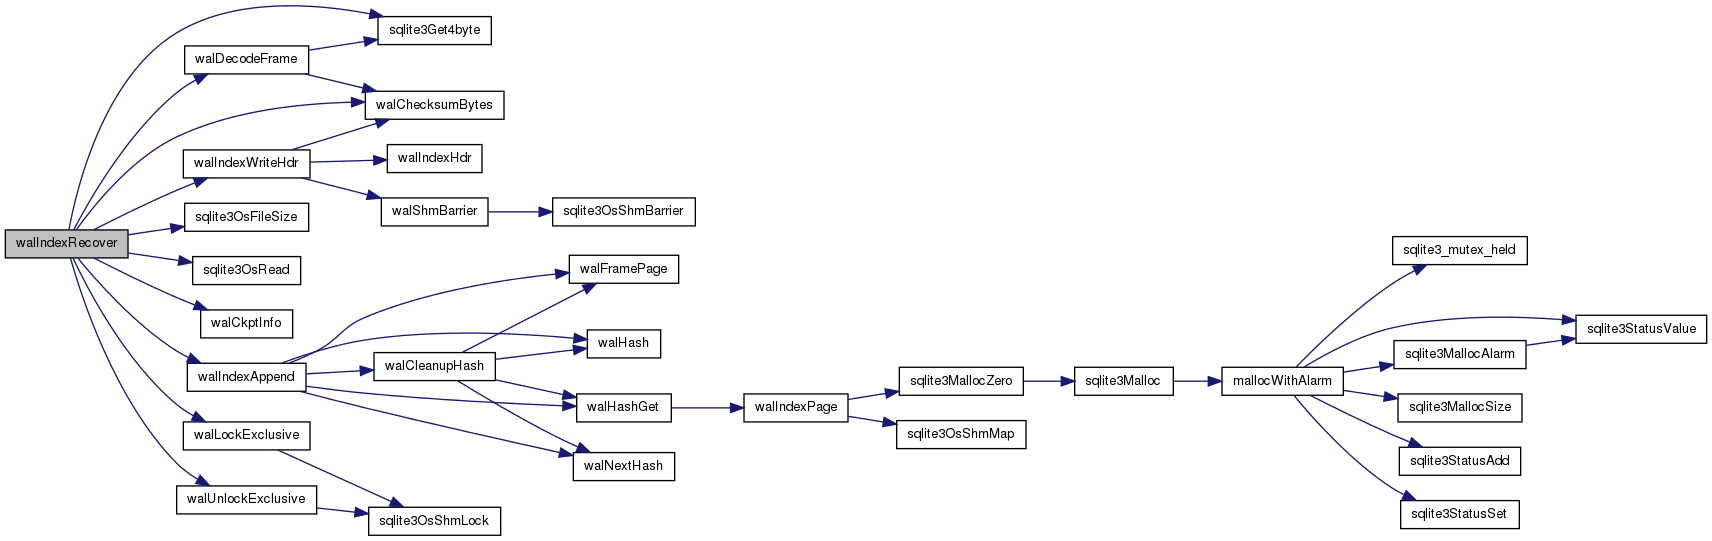 walIndexRecover
sqlite3Get4byte
walDecodeFrame
walChecksumBytes
walIndexWriteHdr
walIndexHdr
walShmBarrier
sqlite3OsShmBarrier
sqlite3OsFileSize
sqlite3OsRead
walCkptInfo
walIndexAppend
walFramePage
walHash
walCleanupHash
walHashGet
walNextHash
walIndexPage
sqlite3MallocZero
sqlite3OsShmMap
sqlite3Malloc
mallocWithAlarm
sqlite3_mutex_held
sqlite3StatusValue
sqlite3MallocAlarm
sqlite3MallocSize
sqlite3StatusAdd
sqlite3StatusSet
walLockExclusive
walUnlockExclusive
sqlite3OsShmLock